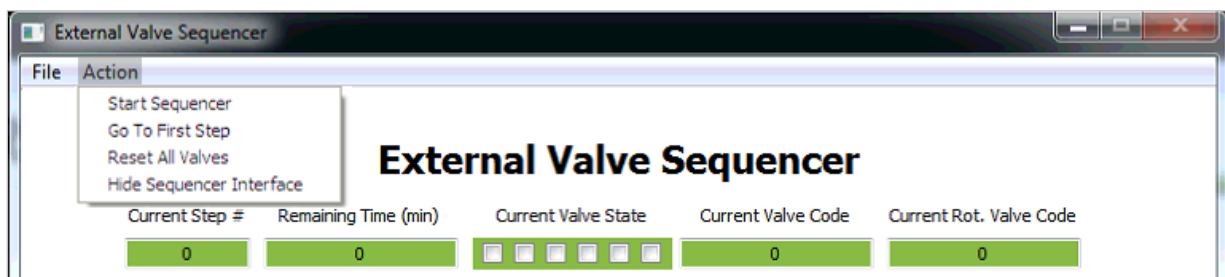 External Valve Sequencer
File Action
Start Sequencer
Go To First Step
Reset All Valves
Hide Sequencer Interface
External Valve Sequencer
Current Step # Remaining Time (min) Current Valve State Current Valve Code Current Rot. Valve Code
0 0 0 0